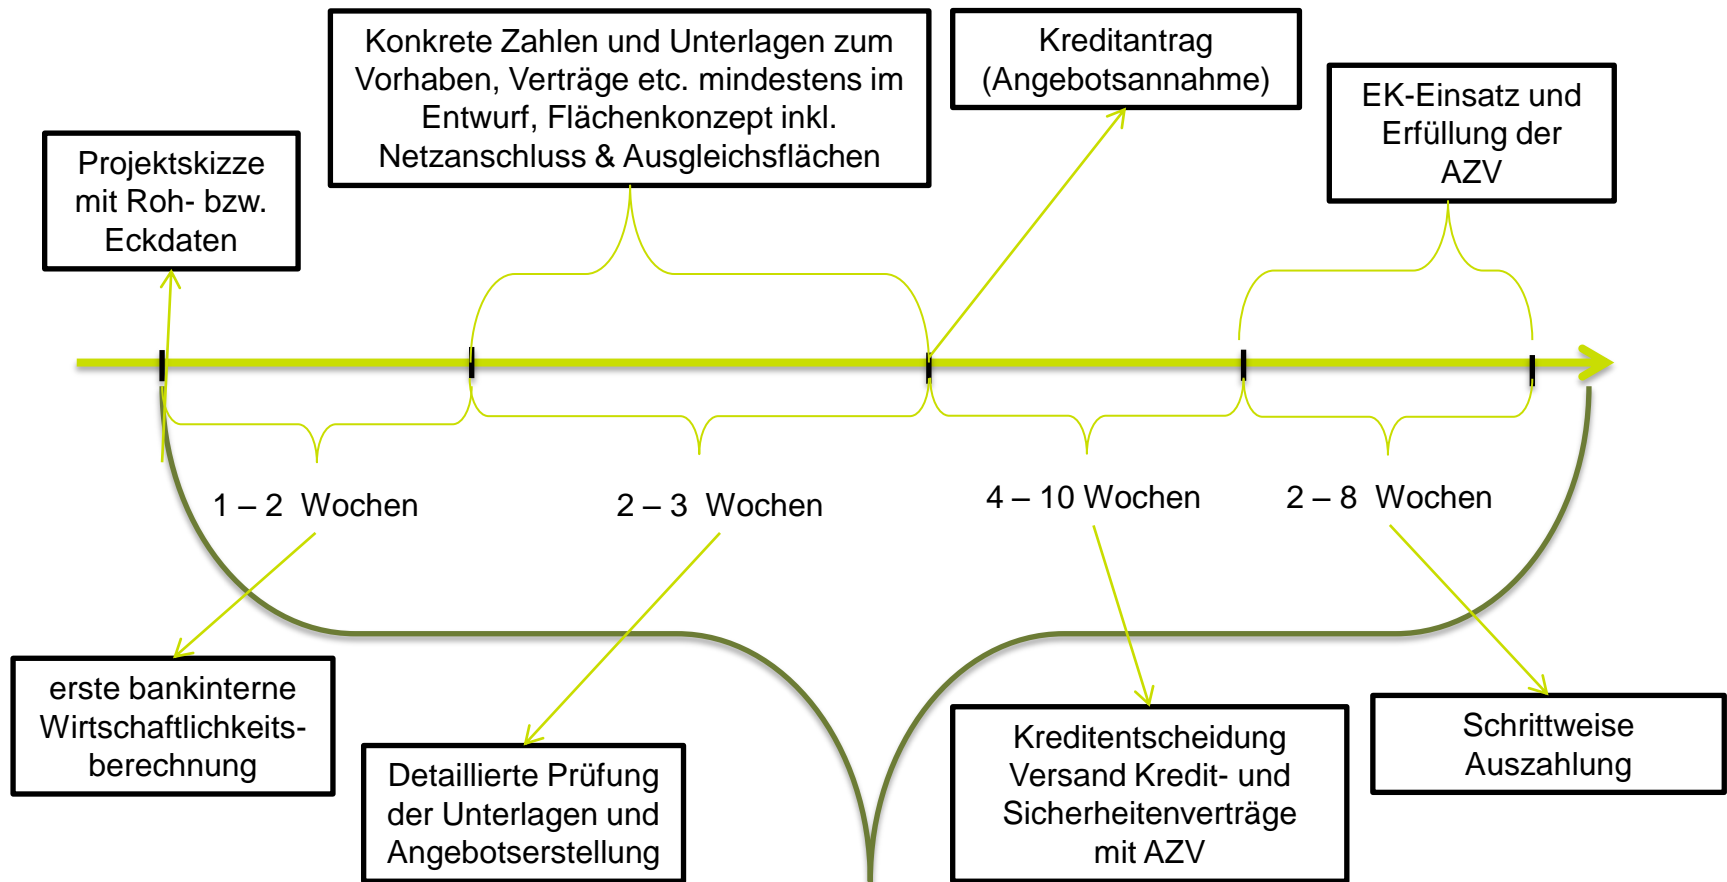 Konkrete Zahlen und Unterlagen zum
Vorhaben, Verträge etc. mindestens im
Entwurf, Flächenkonzept inkl.
Netzanschluss & Ausgleichsflächen
Kreditantrag
(Angebotsannahme)
EK-Einsatz und
Erfüllung der
AZV
Projektskizze
mit Roh- bzw.
Eckdaten
1 – 2 Wochen
2 – 3 Wochen
4 – 10 Wochen
2 – 8 Wochen
erste bankinterne
Wirtschaftlichkeits-
berechnung
Detaillierte Prüfung
der Unterlagen und
Angebotserstellung
Kreditentscheidung
Versand Kredit- und
Sicherheitenverträge
mit AZV
Schrittweise
Auszahlung